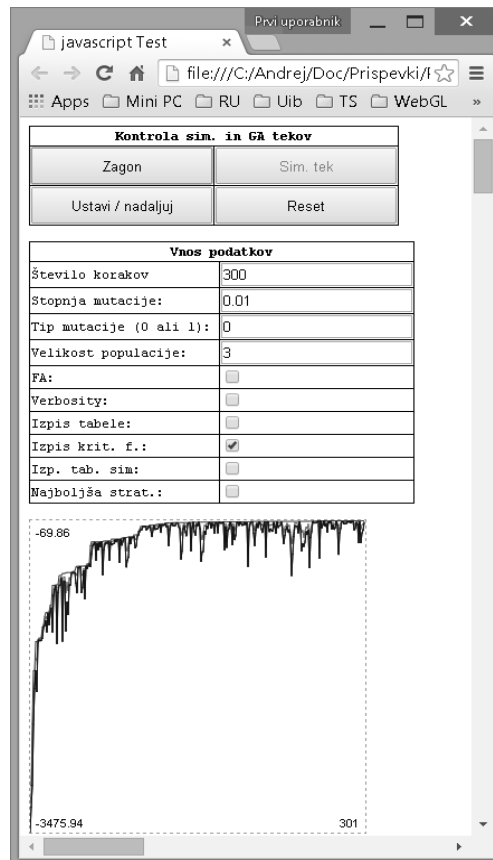 Prvi uporabnik
javascript Test
file:///C:/Andrej/Doc/Prispevki/
Apps Mini PC RU Uib TS WebGL »
Kontrola sim. in GA tekov
Zagon Sim. tek
Ustavi / nadaljuj Reset
Vnos podatkov
Število korakov 300
Stopnja mutacije: 0.01
Tip mutacije (0 ali 1): 0
Velikost populacije: 3
FA:
Verbosity:
Izpis tabele:
Izpis krit. f.:
Izp. tab. sim:
Najboljša strat.:
-69.86
-3475.94 301